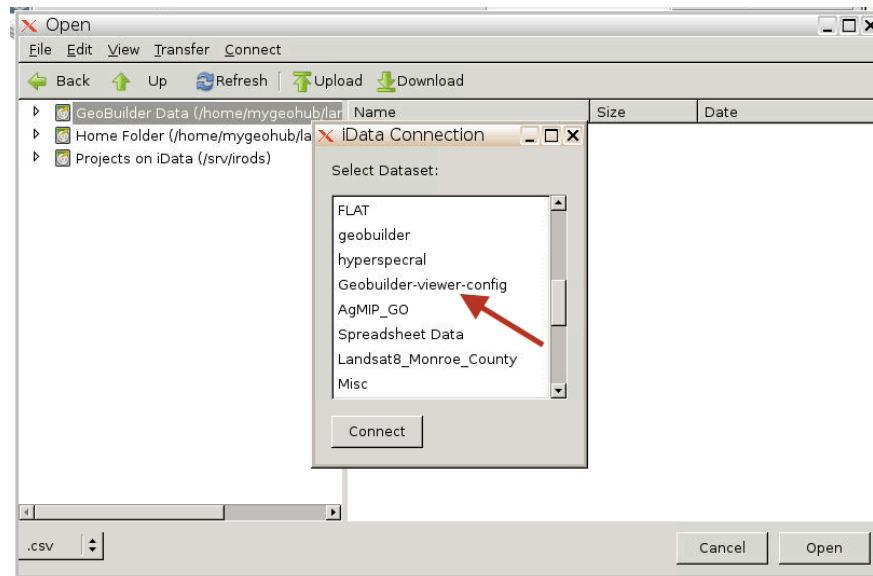 Open
File Edit View Transfer Connect
Back Up Refresh Upload Download
GeoBuilder Data (/home/mygeohub/lar
Home Folder (/home/mygeohub/la
Projects on iData (/srv/irods)
Name Size Date
iData Connection
Select Dataset:
FLAT
geobuilder
hyperspecral
Geobuilder-viewer-config
AgMIP_GO
Spreadsheet Data
Landsat8_Monroe_County
Misc
Connect
.csv
Cancel Open